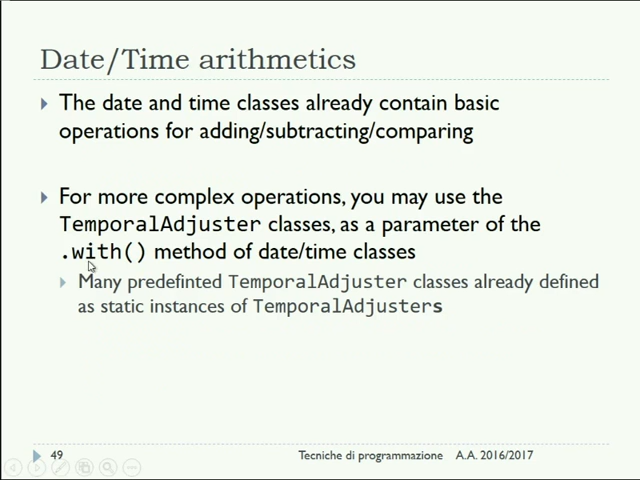 Date/Time arithmetics
The date and time classes already contain basic
operations for adding/subtracting/comparing
For more complex operations, you may use the
TemporalAdjuster classes, as a parameter of the
.with() method of date/time classes
Many predefinted TemporalAdjuster classes already defined
as static instances of TemporalAdjusters
49 Tecniche di programmazione A.A. 2016/2017